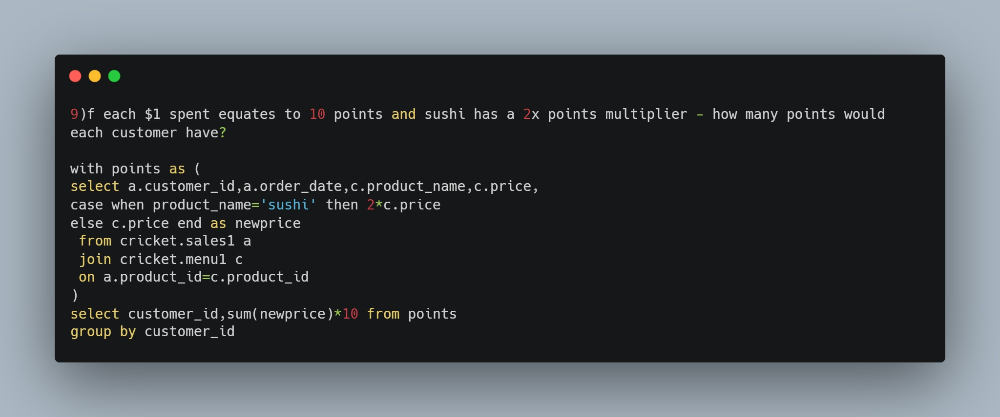 9)f each $1 spent equates to 10 points and sushi has a 2x points multiplier - how many points would
each customer have?
with points as (
select a.customer_id,a.order_date,c.product_name,c.price,
case when product_name='sushi' then 2*c.price
else c.price end as newprice
 from cricket.sales1 a
 join cricket.menu1 c
 on a.product_id=c.product_id
)
select customer_id,sum(newprice)*10 from points
group by customer_id